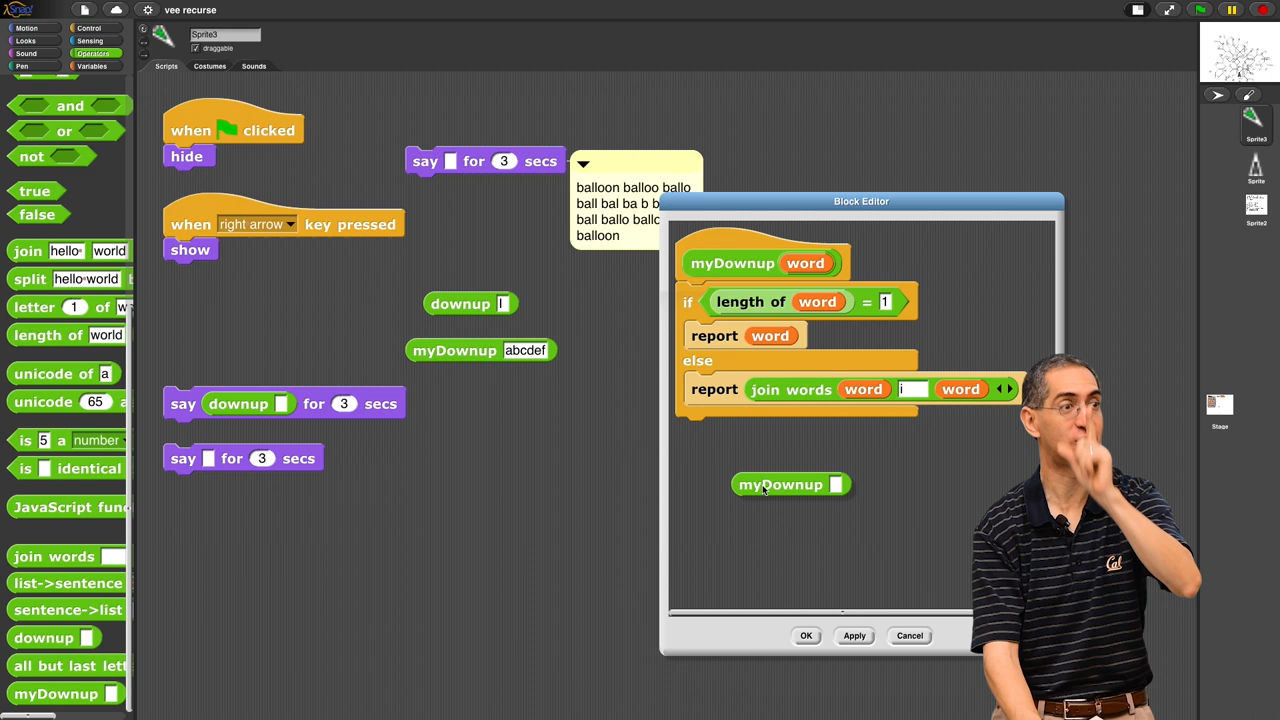 Snap!
vee recurse
Motion
Control
Looks
Sensing
Sound
Operators
Pen
Variables
and
or
not
true
false
join hello world
split hello world b
letter 1 of w
length of world
unicode of a
unicode 65 a
is 5 a number
is identical
JavaScript func
join words
list->sentence
sentence->list
downup
all but last lett
myDownup
Sprite3
draggable
Scripts
Costumes
Sounds
when clicked
hide
when right arrow key pressed
show
say for 3 secs
balloon balloo ballo
ball bal ba b b
ball ballo ballo
balloon
downup l
myDownup abcdef
say downup for 3 secs
say for 3 secs
Block Editor
myDownup word
if length of word = 1
report word
else
report join words word i word
myDownup
OK
Apply
Cancel
Cal
Sprite3
Sprite
Sprite2
Stage